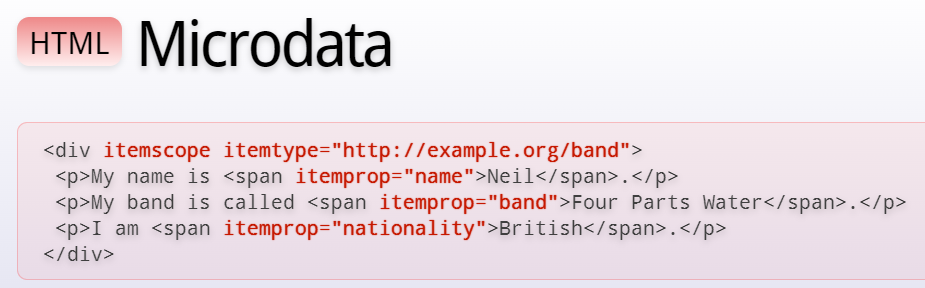 HTML Microdata
<div itemscope itemtype="http://example.org/band">
<p>My name is <span itemprop="name">Neil</span>.</p>
<p>My band is called <span itemprop="band">Four Parts Water</span>.</p>
<p>I am <span itemprop="nationality">British</span>.</p>
</div>